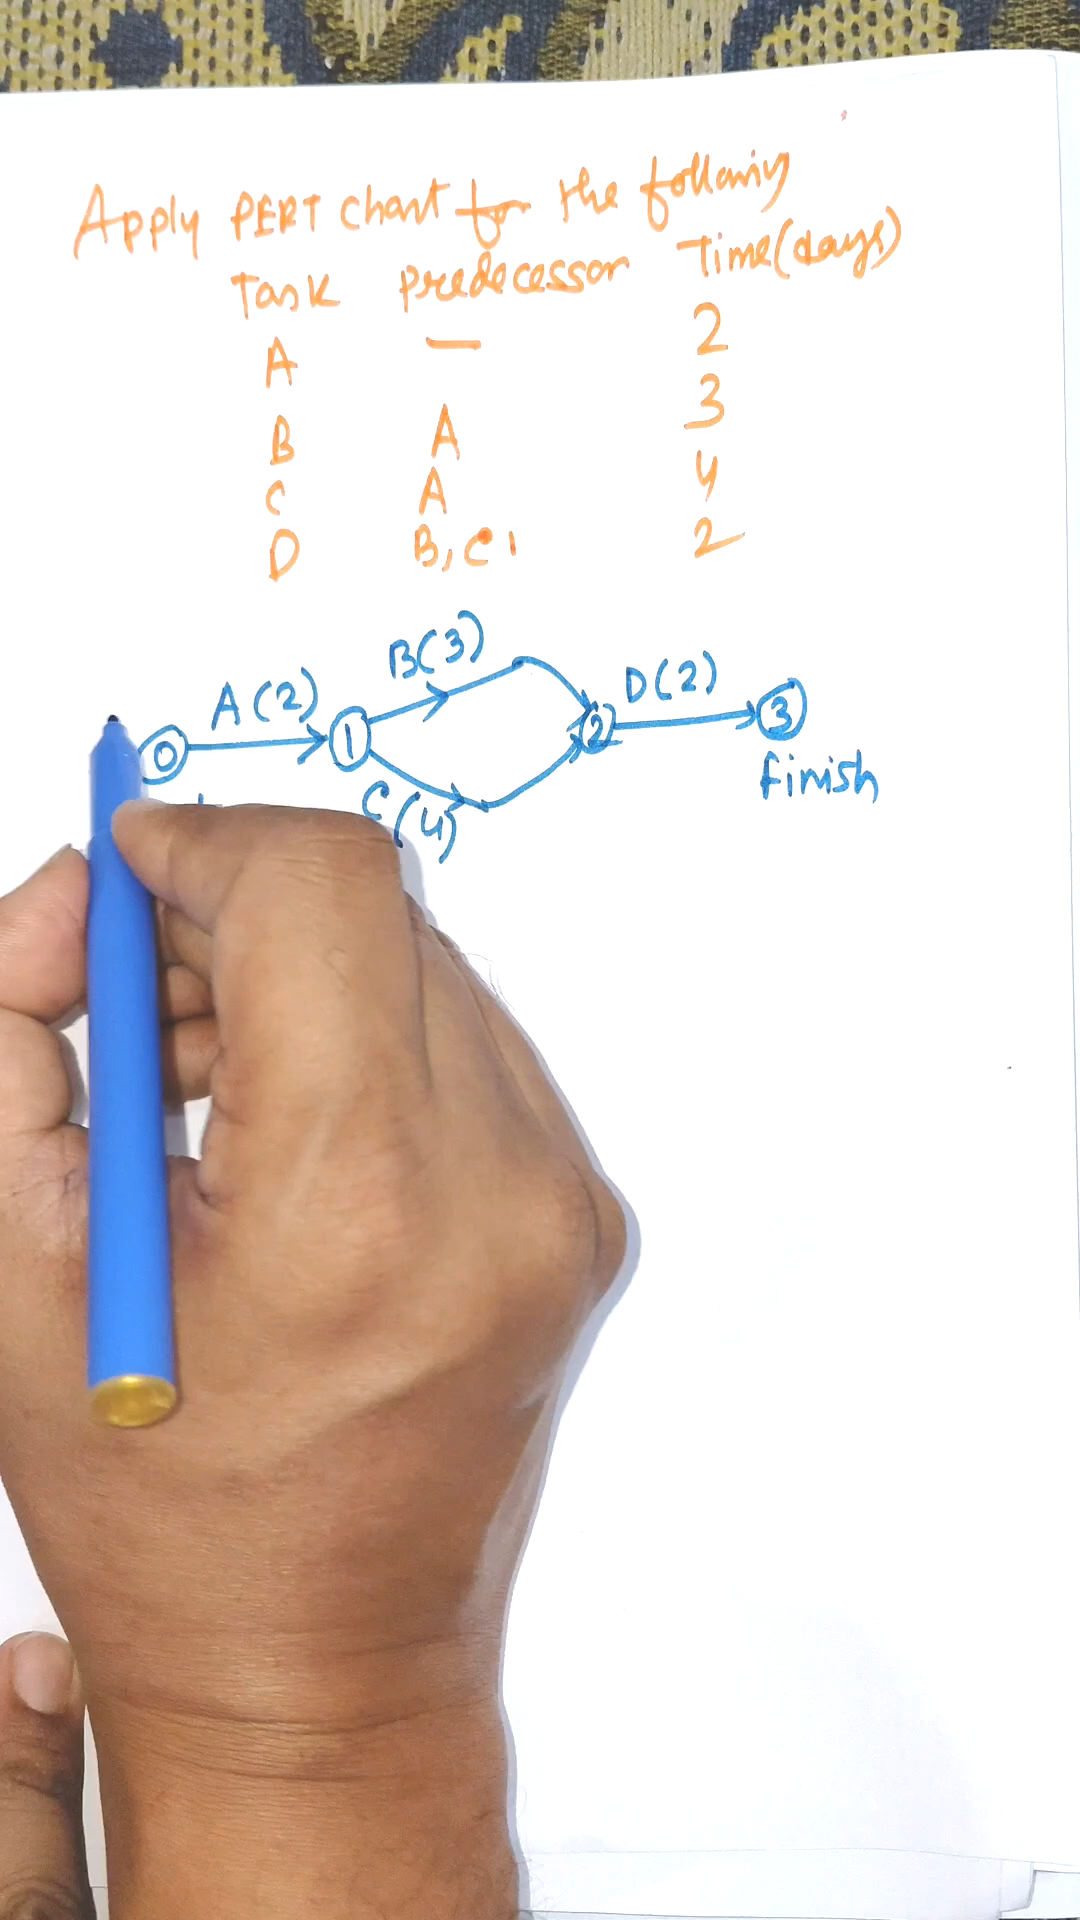 Apply PERT chart for the following
Task Predecessor Time(days)
A — 2
B A 3
C A 4
D B, C 2
A(2) B(3) D(2)
0 1 2 3
C(4) finish